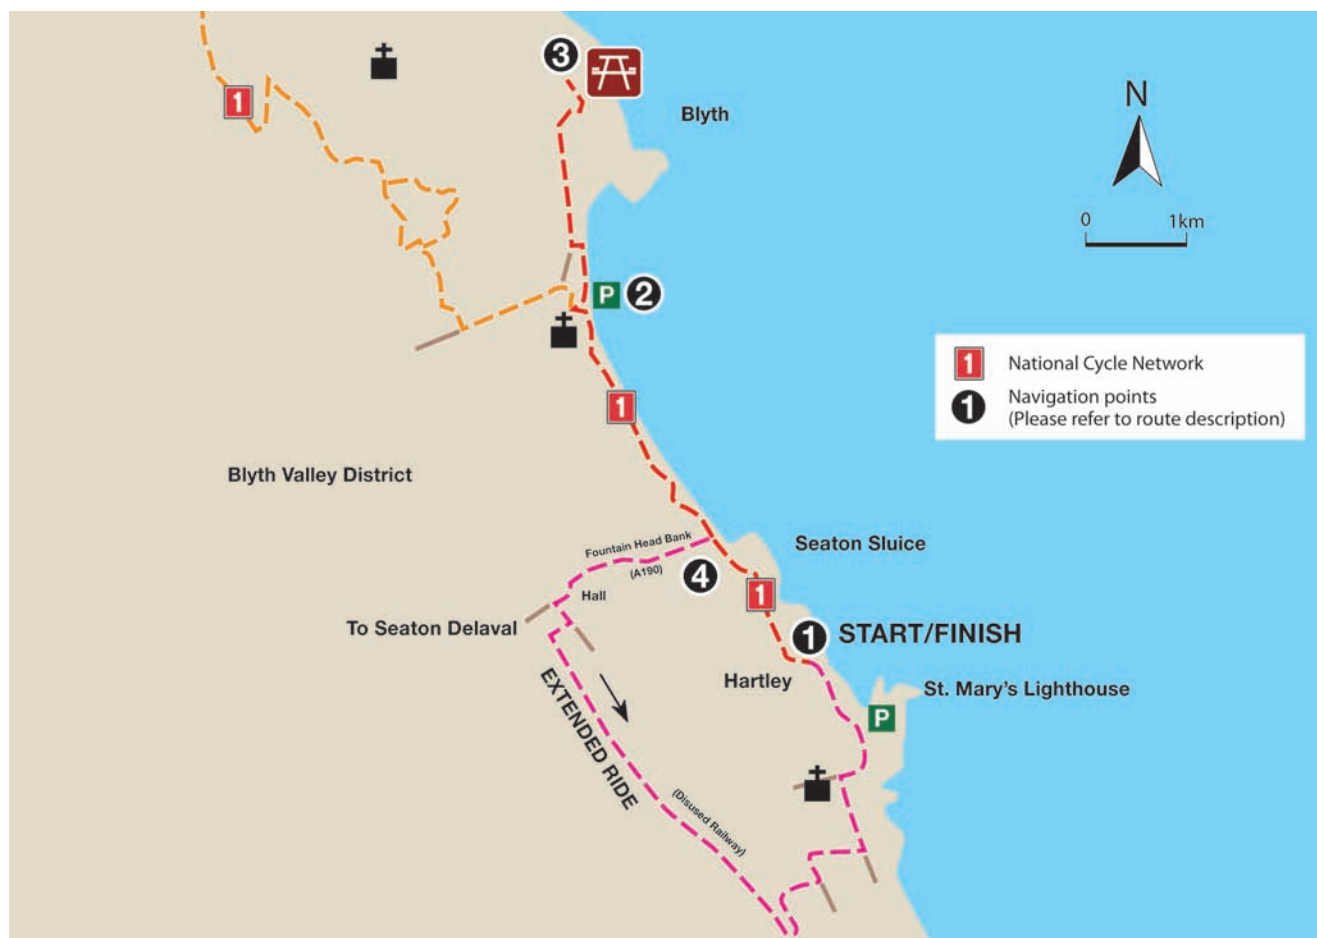 3
1
Blyth
N
0 1km
P 2
1 National Cycle Network
1 Navigation points
(Please refer to route description)
1
Blyth Valley District
Fountain Head Bank
(A190)
Seaton Sluice
4
Hall
1
To Seaton Delaval
1 START/FINISH
Hartley
St. Mary's Lighthouse
P
EXTENDED RIDE
(Disused Railway)